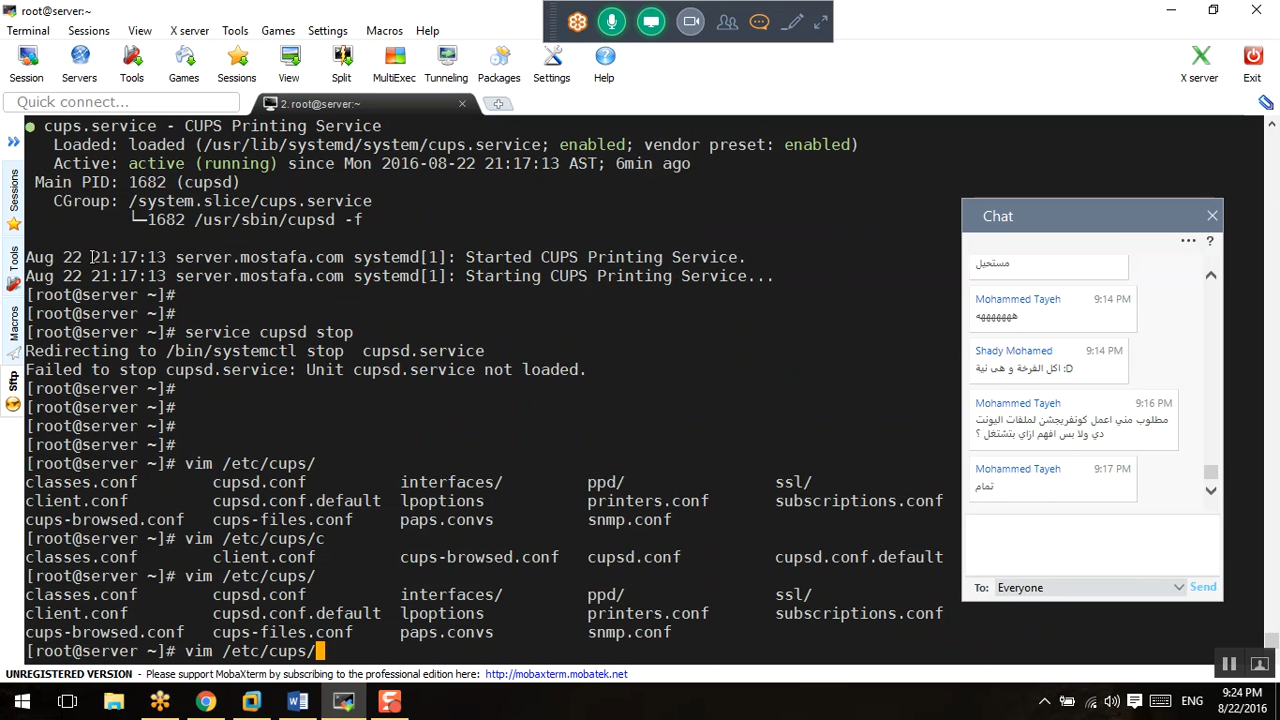 root@server:~
Terminal Sessions View X server Tools Games Settings Macros Help
Session Servers Tools Games Sessions View Split MultiExec Tunneling Packages Settings Help X server Exit
Quick connect...
2. root@server:~
● cups.service - CUPS Printing Service
Loaded: loaded (/usr/lib/systemd/system/cups.service; enabled; vendor preset: enabled)
Active: active (running) since Mon 2016-08-22 21:17:13 AST; 6min ago
Main PID: 1682 (cupsd)
CGroup: /system.slice/cups.service
└─1682 /usr/sbin/cupsd -f
Aug 22 21:17:13 server.mostafa.com systemd[1]: Started CUPS Printing Service.
Aug 22 21:17:13 server.mostafa.com systemd[1]: Starting CUPS Printing Service...
[root@server ~]#
[root@server ~]#
[root@server ~]# service cupsd stop
Redirecting to /bin/systemctl stop  cupsd.service
Failed to stop cupsd.service: Unit cupsd.service not loaded.
[root@server ~]#
[root@server ~]#
[root@server ~]#
[root@server ~]#
[root@server ~]# vim /etc/cups/
classes.conf cupsd.conf interfaces/ ppd/ ssl/
client.conf cupsd.conf.default lpoptions printers.conf subscriptions.conf
cups-browsed.conf cups-files.conf paps.convs snmp.conf
[root@server ~]# vim /etc/cups/c
classes.conf client.conf cups-browsed.conf cupsd.conf cupsd.conf.default
[root@server ~]# vim /etc/cups/
classes.conf cupsd.conf interfaces/ ppd/ ssl/
client.conf cupsd.conf.default lpoptions printers.conf subscriptions.conf
cups-browsed.conf cups-files.conf paps.convs snmp.conf
[root@server ~]# vim /etc/cups/
Sessions
Tools
Macros
Sftp
Chat
?
مستحيل
Mohammed Tayeh 9:14 PM
ههههههههه
Shady Mohamed 9:14 PM
اكل الفرخة و هى نية :D
Mohammed Tayeh 9:16 PM
مطلوب مني اعمل كونفريجشن لملفات اليونت
دي ولا بس افهم ازاي بتشتغل ؟
Mohammed Tayeh 9:17 PM
تمام
To: Everyone Send
UNREGISTERED VERSION - Please support MobaXterm by subscribing to the professional edition here: http://mobaxterm.mobatek.net
ENG
9:24 PM
8/22/2016